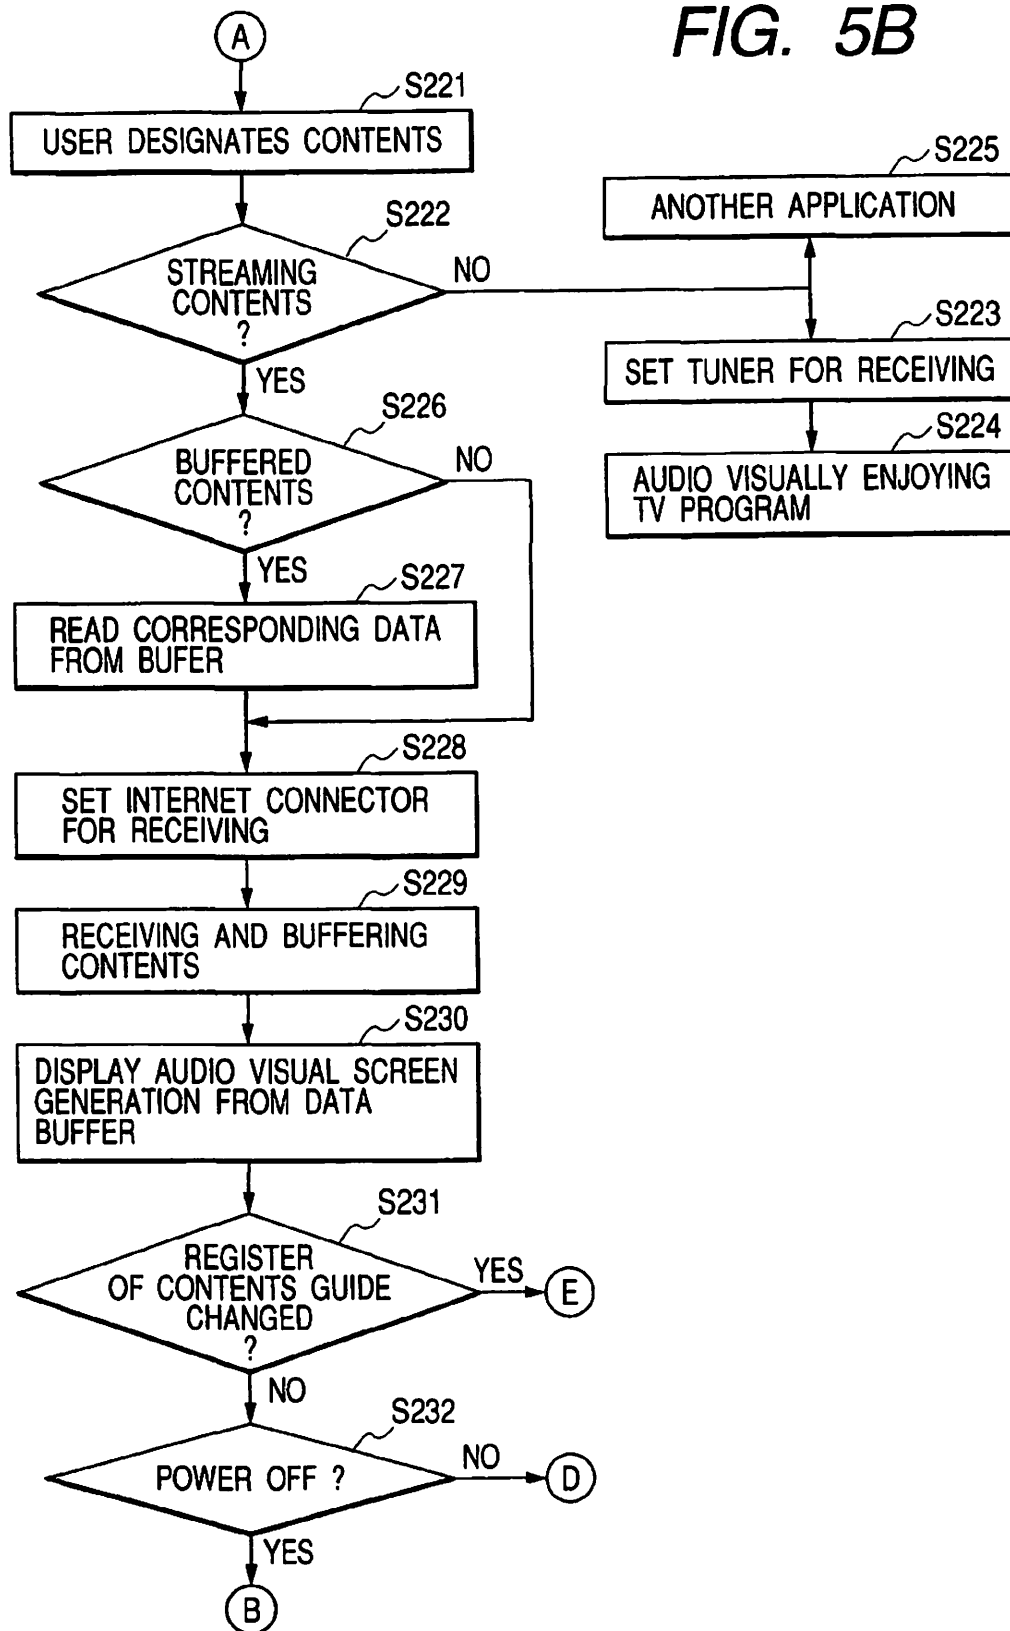 FIG. 5B
A
S221
USER DESIGNATES CONTENTS
S222
STREAMING
CONTENTS
?
NO
YES
S225
ANOTHER APPLICATION
S223
SET TUNER FOR RECEIVING
S224
AUDIO VISUALLY ENJOYING
TV PROGRAM
S226
BUFFERED
CONTENTS
?
NO
YES
S227
READ CORRESPONDING DATA
FROM BUFER
S228
SET INTERNET CONNECTOR
FOR RECEIVING
S229
RECEIVING AND BUFFERING
CONTENTS
S230
DISPLAY AUDIO VISUAL SCREEN
GENERATION FROM DATA
BUFFER
S231
REGISTER
OF CONTENTS GUIDE
CHANGED
?
YES
E
NO
S232
POWER OFF ?
NO
D
YES
B